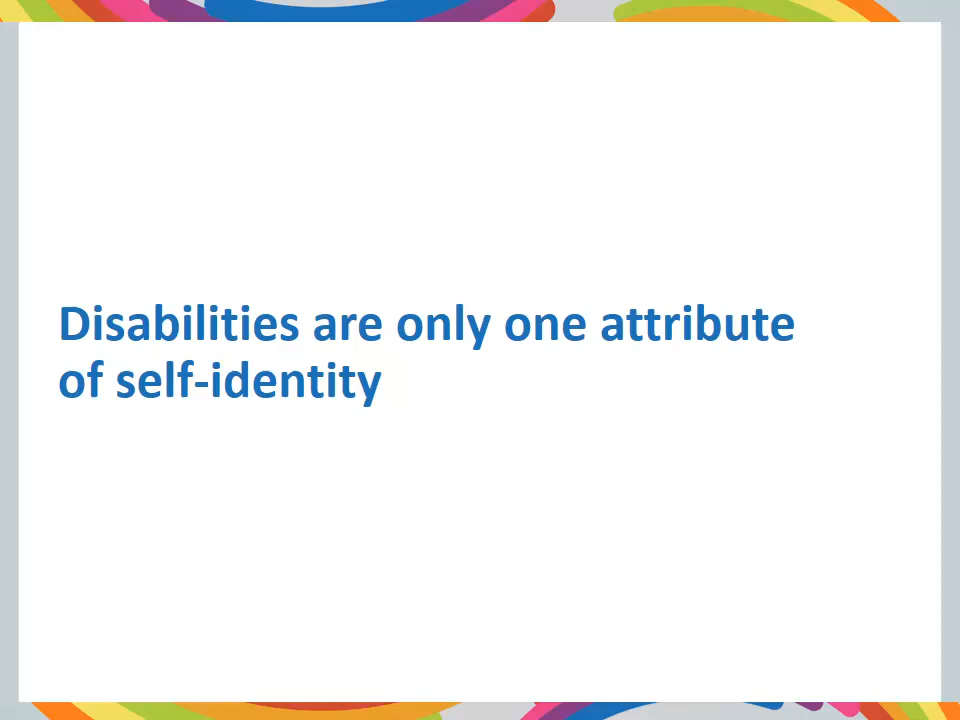 Disabilities are only one attribute
of self-identity